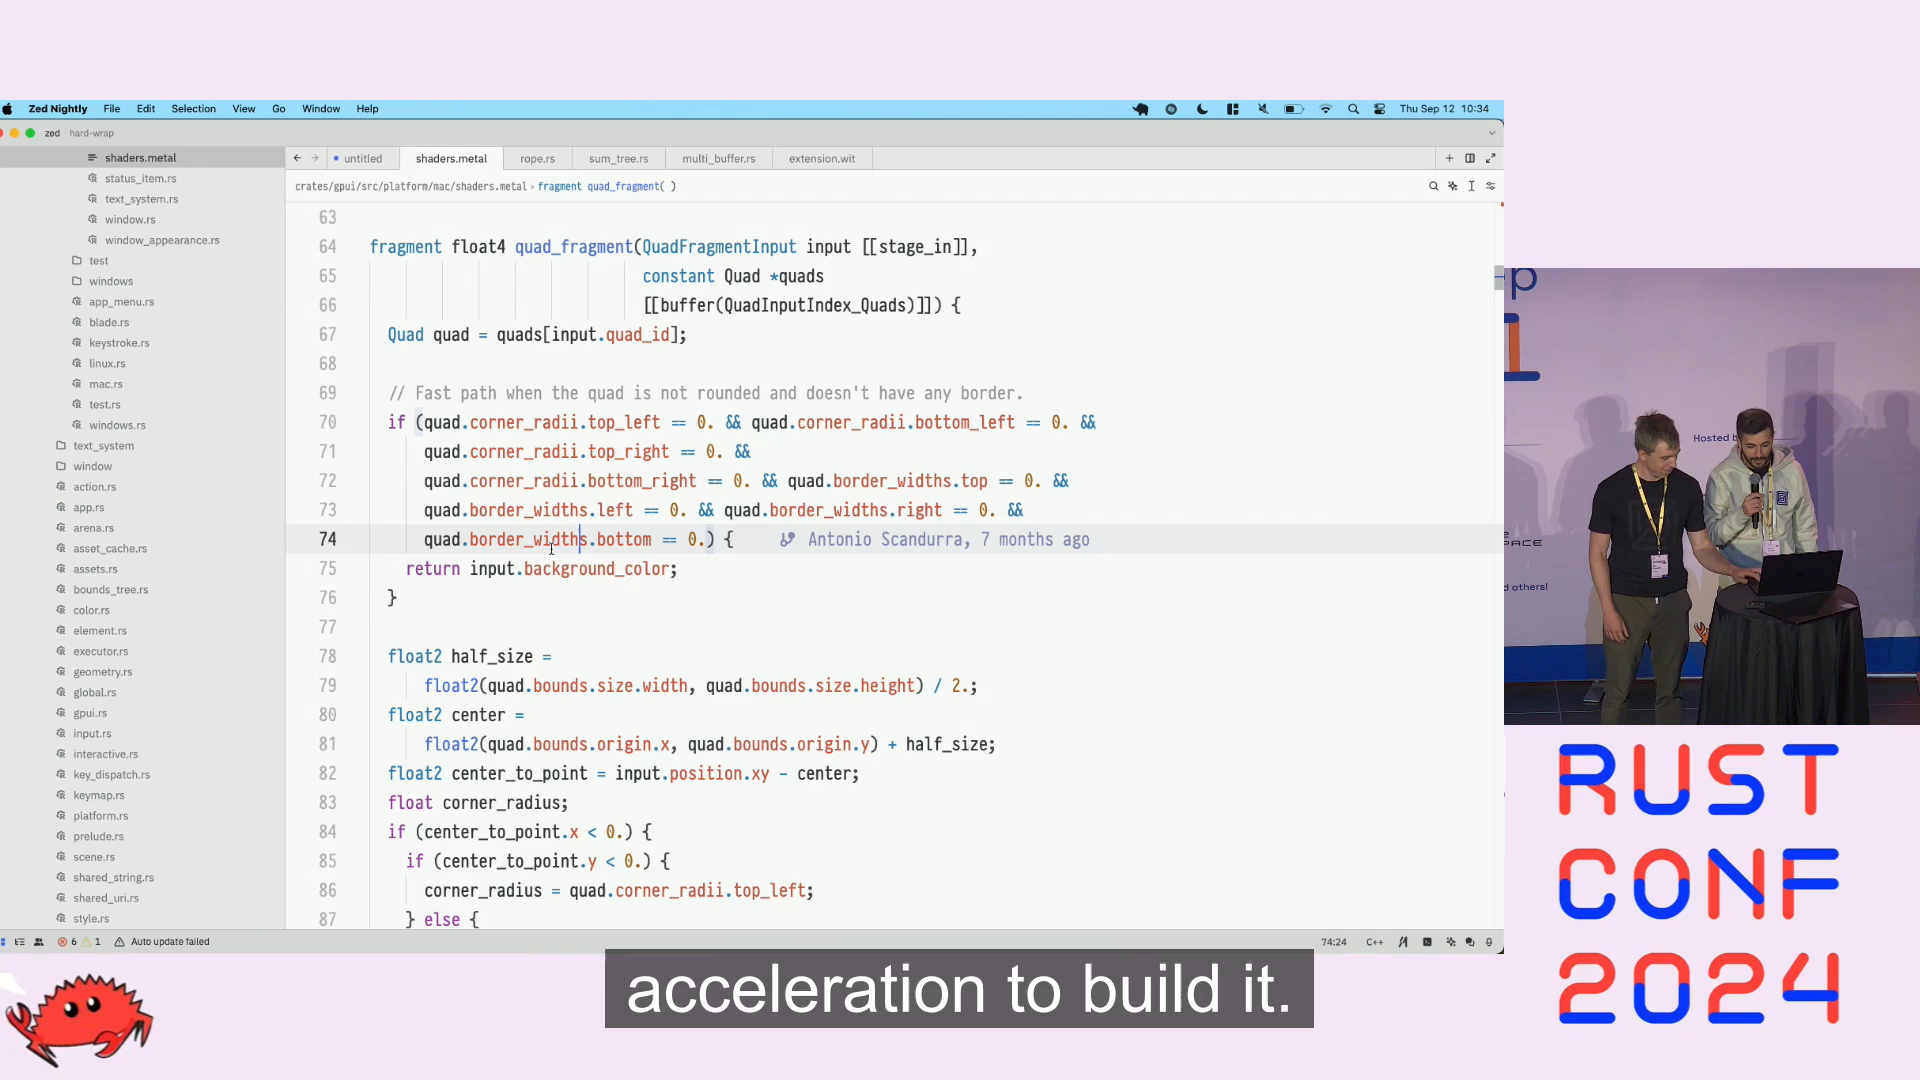 Zed Nightly File Edit Selection View Go Window Help
Thu Sep 12 10:34
zed hard-wrap
shaders.metal
status_item.rs
text_system.rs
window.rs
window_appearance.rs
test
windows
app_menu.rs
blade.rs
keystroke.rs
linux.rs
mac.rs
test.rs
windows.rs
text_system
window
action.rs
app.rs
arena.rs
asset_cache.rs
assets.rs
bounds_tree.rs
color.rs
element.rs
executor.rs
geometry.rs
global.rs
gpui.rs
input.rs
interactive.rs
key_dispatch.rs
keymap.rs
platform.rs
prelude.rs
scene.rs
shared_string.rs
shared_uri.rs
style.rs
untitled shaders.metal rope.rs sum_tree.rs multi_buffer.rs extension.wit
crates/gpui/src/platform/mac/shaders.metal › fragment quad_fragment( )
63
64 fragment float4 quad_fragment(QuadFragmentInput input [[stage_in]],
65 constant Quad *quads
66 [[buffer(QuadInputIndex_Quads)]]) {
67 Quad quad = quads[input.quad_id];
68
69 // Fast path when the quad is not rounded and doesn't have any border.
70 if (quad.corner_radii.top_left == 0. && quad.corner_radii.bottom_left == 0. &&
71 quad.corner_radii.top_right == 0. &&
72 quad.corner_radii.bottom_right == 0. && quad.border_widths.top == 0. &&
73 quad.border_widths.left == 0. && quad.border_widths.right == 0. &&
74 quad.border_widths.bottom == 0.) { Antonio Scandurra, 7 months ago
75 return input.background_color;
76 }
77
78 float2 half_size =
79 float2(quad.bounds.size.width, quad.bounds.size.height) / 2.;
80 float2 center =
81 float2(quad.bounds.origin.x, quad.bounds.origin.y) + half_size;
82 float2 center_to_point = input.position.xy - center;
83 float corner_radius;
84 if (center_to_point.x < 0.) {
85 if (center_to_point.y < 0.) {
86 corner_radius = quad.corner_radii.top_left;
87 } else {
6 1 Auto update failed
74:24 C++
acceleration to build it.
p
Hosted b
PACE
d others!
RUST
CONF
2024